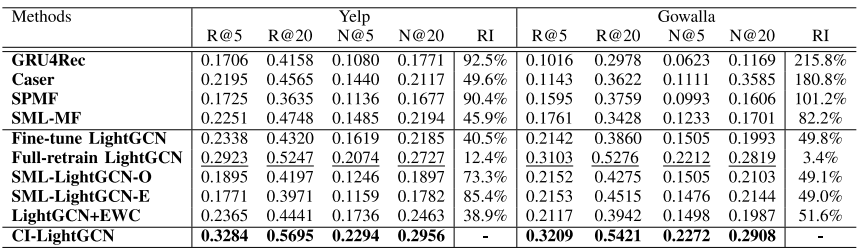 Methods Yelp Gowalla
R@5 R@20 N@5 N@20 RI R@5 R@20 N@5 N@20 RI
GRU4Rec 0.1706 0.4158 0.1080 0.1771 92.5% 0.1016 0.2978 0.0623 0.1169 215.8%
Caser 0.2195 0.4565 0.1440 0.2117 49.6% 0.1143 0.3622 0.1111 0.3585 180.8%
SPMF 0.1725 0.3635 0.1136 0.1677 90.4% 0.1595 0.3759 0.0993 0.1606 101.2%
SML-MF 0.2251 0.4748 0.1485 0.2194 45.9% 0.1761 0.3428 0.1233 0.1701 82.2%
Fine-tune LightGCN 0.2338 0.4320 0.1619 0.2185 40.5% 0.2142 0.3860 0.1505 0.1993 49.8%
Full-retrain LightGCN 0.2923 0.5247 0.2074 0.2727 12.4% 0.3103 0.5276 0.2212 0.2819 3.4%
SML-LightGCN-O 0.1895 0.4197 0.1246 0.1897 73.3% 0.2152 0.4275 0.1505 0.2103 49.1%
SML-LightGCN-E 0.1771 0.3971 0.1159 0.1782 85.4% 0.2153 0.4515 0.1476 0.2144 49.0%
LightGCN+EWC 0.2365 0.4441 0.1736 0.2463 38.9% 0.2117 0.3942 0.1498 0.1987 51.6%
CI-LightGCN 0.3284 0.5695 0.2294 0.2956 - 0.3209 0.5421 0.2272 0.2908 -